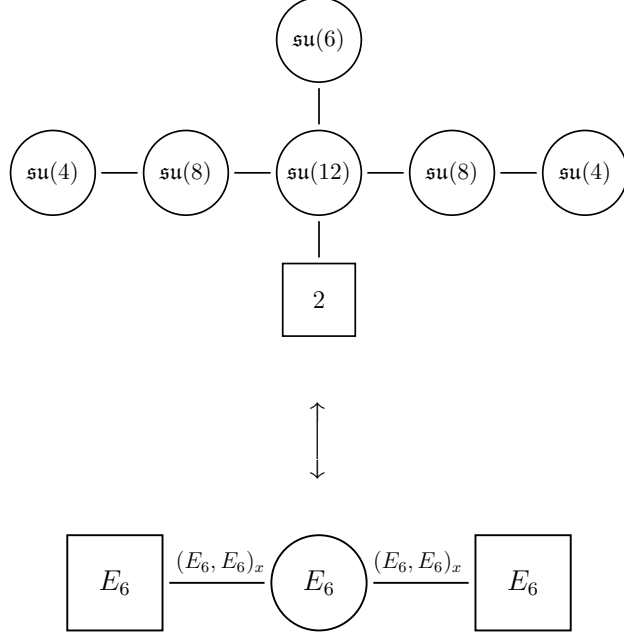 𝔰𝔲(6)
𝔰𝔲(4) 𝔰𝔲(8) 𝔰𝔲(12) 𝔰𝔲(8) 𝔰𝔲(4)
2
(E₆, E₆)ₓ (E₆, E₆)ₓ
E₆ E₆ E₆